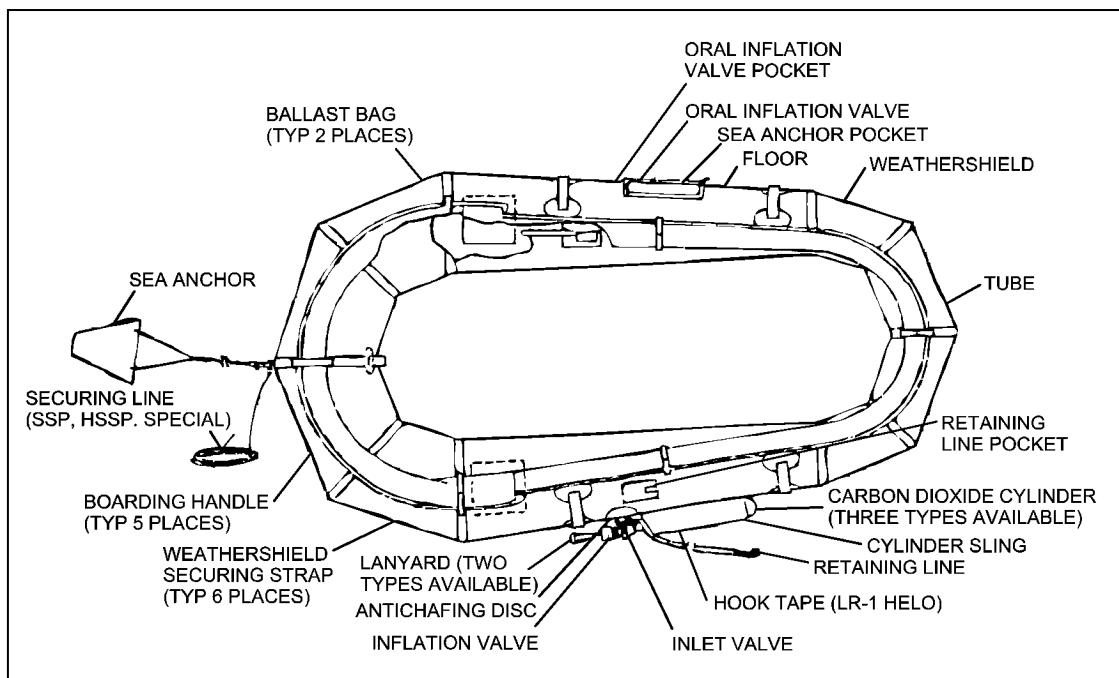 ORAL INFLATION
VALVE POCKET
ORAL INFLATION VALVE
SEA ANCHOR POCKET
FLOOR
WEATHERSHIELD
BALLAST BAG
(TYP 2 PLACES)
TUBE
SEA ANCHOR
SECURING LINE
(SSP, HSSP. SPECIAL)
RETAINING
LINE POCKET
BOARDING HANDLE
(TYP 5 PLACES)
CARBON DIOXIDE CYLINDER
(THREE TYPES AVAILABLE)
CYLINDER SLING
RETAINING LINE
WEATHERSHIELD
SECURING STRAP
(TYP 6 PLACES)
LANYARD (TWO
TYPES AVAILABLE)
ANTICHAFING DISC
INFLATION VALVE
HOOK TAPE (LR-1 HELO)
INLET VALVE